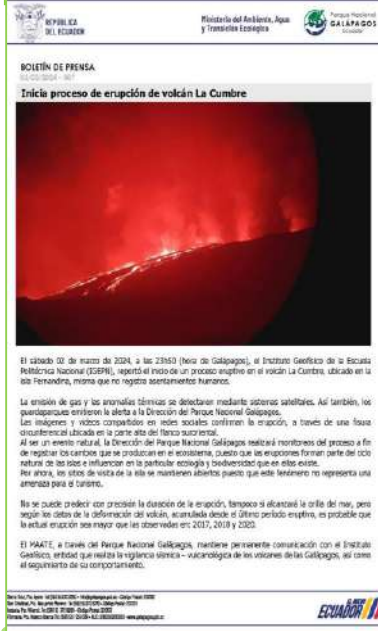 REPÚBLICA
DEL ECUADOR
Ministerio del Ambiente, Agua
y Transición Ecológica
Parque Nacional
GALÁPAGOS
Ecuador
BOLETÍN DE PRENSA
Inicia proceso de erupción de volcán La Cumbre
El sábado 02 de marzo de 2024, a las 23h50 (hora de Galápagos), el Instituto Geofísico de la Escuela
Politécnica Nacional (IGEPN), reportó el inicio de un proceso eruptivo en el volcán La Cumbre, ubicado en la
isla Fernandina, misma que no registra asentamientos humanos.
La emisión de gas y las anomalías térmicas se detectaron mediante sistemas satelitales. Así también, los
guardaparques emitieron la alerta a la Dirección del Parque Nacional Galápagos.
Las imágenes y videos compartidos en redes sociales confirman la erupción, a través de una fisura
circunferencial ubicada en la parte alta del flanco suroriental.
Al ser un evento natural, la Dirección del Parque Nacional Galápagos realizará monitoreos del proceso a fin
de registrar los cambios que se produzcan en el ecosistema, puesto que las erupciones forman parte del ciclo
natural de las islas e influencian en la particular ecología y biodiversidad que en ellas existe.
Por ahora, los sitios de visita de la isla se mantienen abiertos puesto que este fenómeno no representa una
amenaza para el turismo.
No se puede predecir con precisión la duración de la erupción, tampoco si alcanzará la orilla del mar, pero
según los datos de la deformación del volcán, acumulada desde el último período eruptivo, es probable que
la actual erupción sea mayor que las observadas en: 2017, 2018 y 2020.
El MAATE, a través del Parque Nacional Galápagos, mantiene permanente comunicación con el Instituto
Geofísico, entidad que realiza la vigilancia sísmica - vulcanológica de los volcanes de las Galápagos, así como
el seguimiento de su comportamiento.
EL NUEVO
ECUADOR